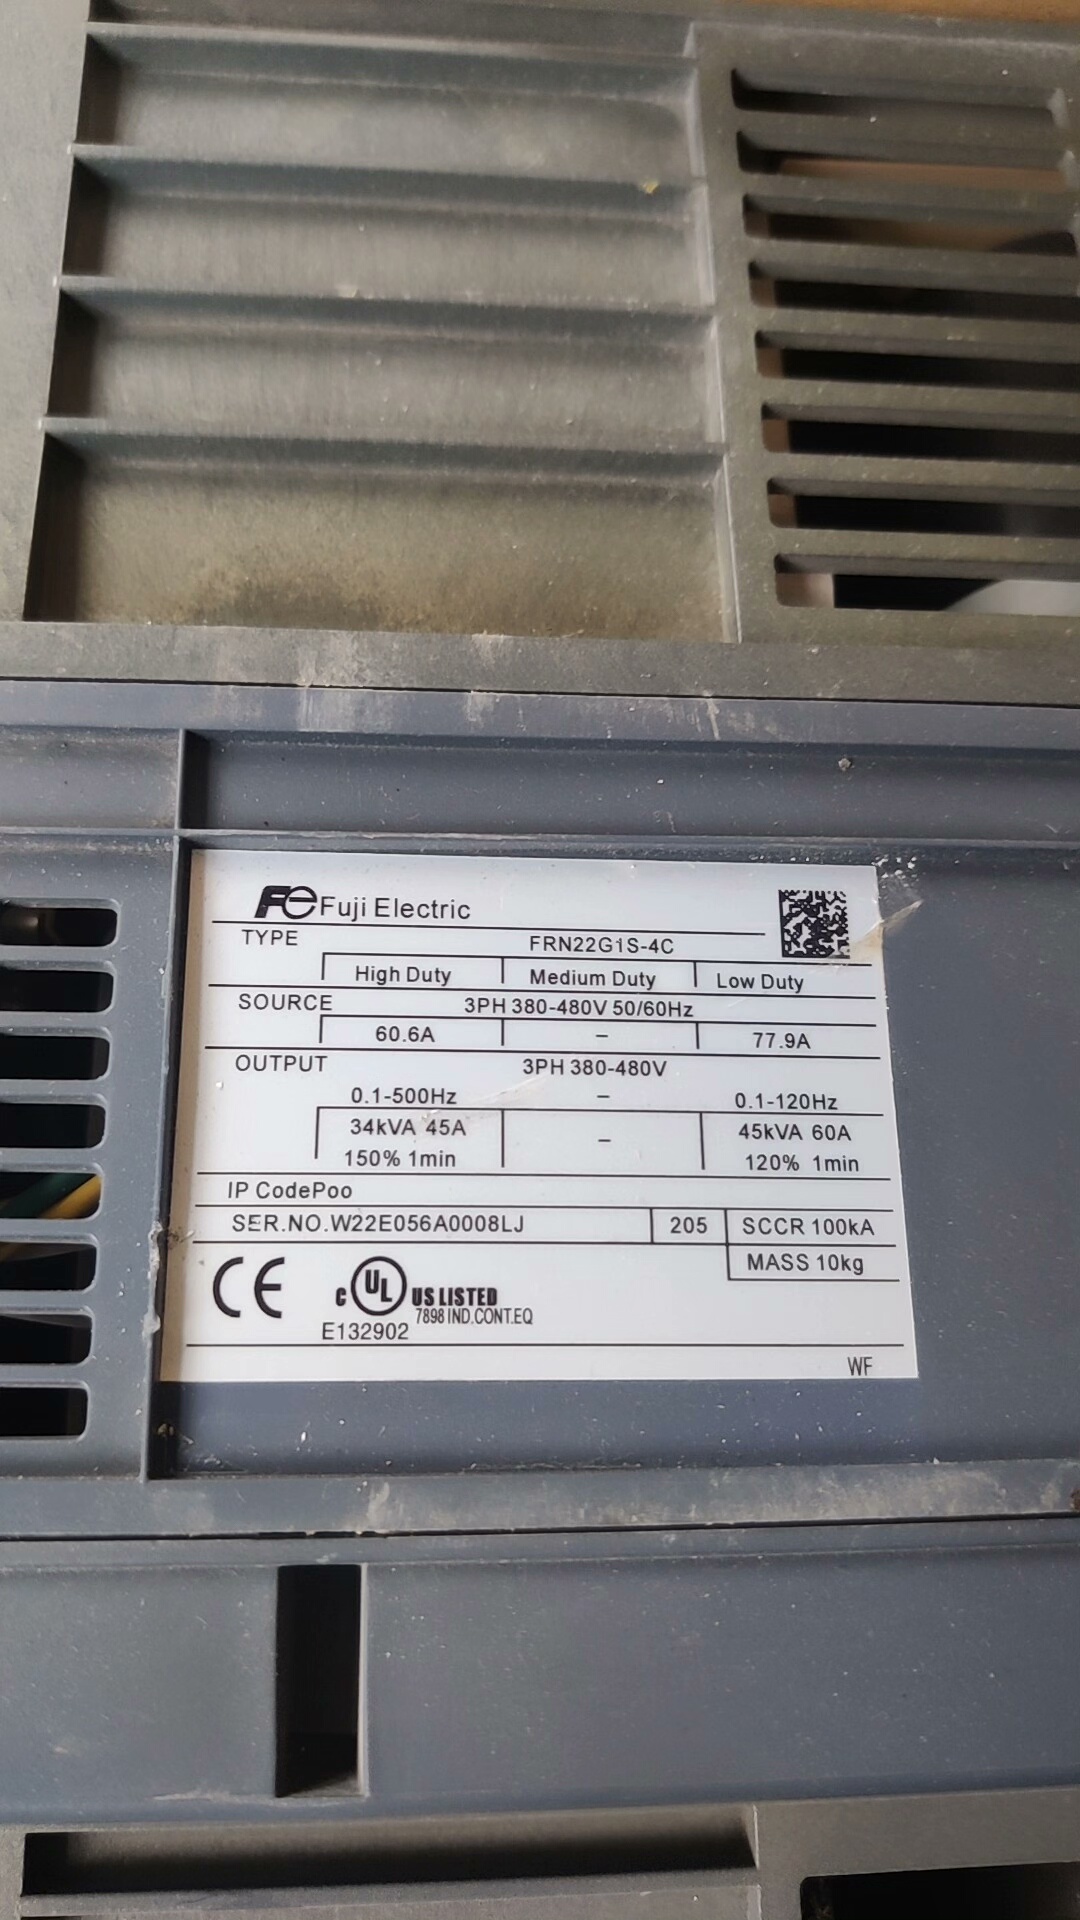 Fe Fuji Electric
TYPE FRN22G1S-4C
High Duty Medium Duty Low Duty
SOURCE 3PH 380-480V 50/60Hz
60.6A – 77.9A
OUTPUT 3PH 380-480V
0.1-500Hz – 0.1-120Hz
34kVA 45A – 45kVA 60A
150% 1min 120% 1min
IP CodePoo
SER.NO.W22E056A0008LJ 205 SCCR 100kA
MASS 10kg
CE c UL US LISTED
7898 IND.CONT.EQ
E132902
WF